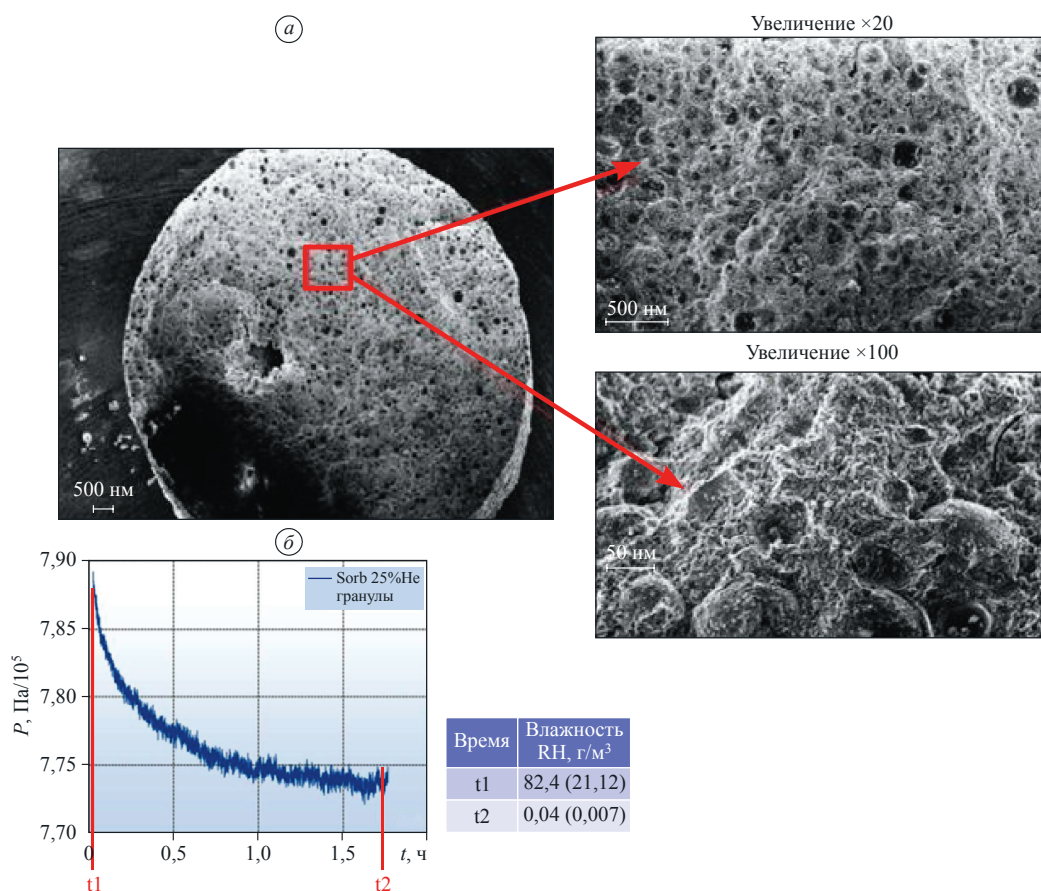 а
Увеличение ×20
500 нм
500 нм
Увеличение ×100
50 нм
б
7,90
7,85
7,80
7,75
7,70
P, Па/10⁵
Sorb 25%He
гранулы
0
0,5
1,0
1,5
t, ч
t1
t2
Время
Влажность
RH, г/м³
t1
82,4 (21,12)
t2
0,04 (0,007)